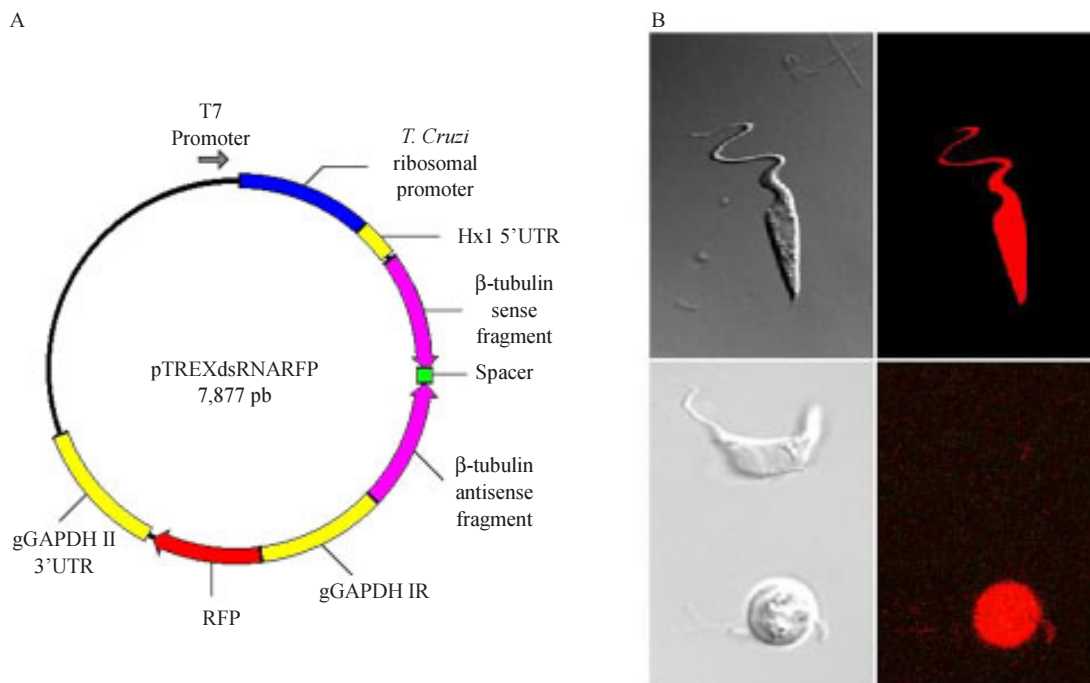 A
B
T7
Promoter
T. Cruzi
ribosomal
promoter
Hx1 5’UTR
β-tubulin
sense
fragment
pTREXdsRNARFP
7,877 pb
Spacer
β-tubulin
antisense
fragment
gGAPDH II
3’UTR
gGAPDH IR
RFP